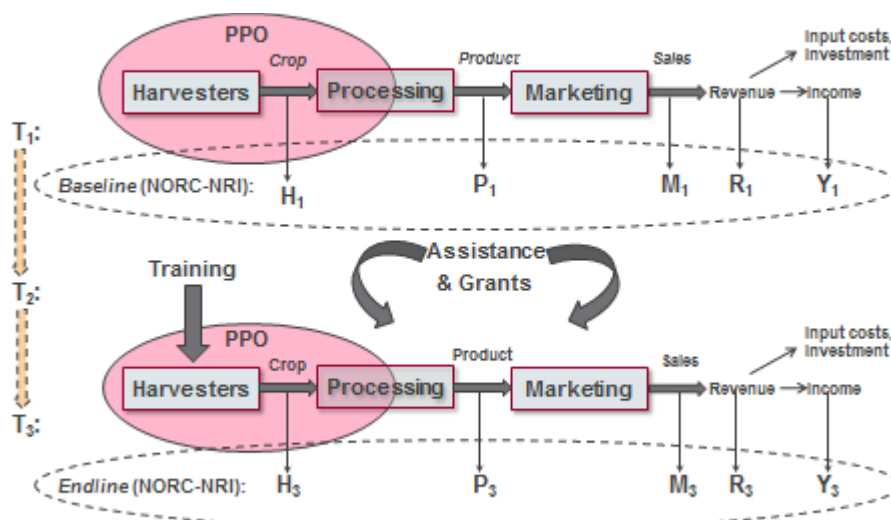 PPO
Input costs,
Investment
Crop
Product
Sales
Harvesters
Processing
Marketing
Revenue
Income
T1:
Baseline (NORC-NRI):
H1
P1
M1
R1
Y1
Training
Assistance
& Grants
T2:
PPO
Input costs,
Investment
Crop
Product
Sales
Harvesters
Processing
Marketing
Revenue
Income
T3:
Endline (NORC-NRI):
H3
P3
M3
R3
Y3